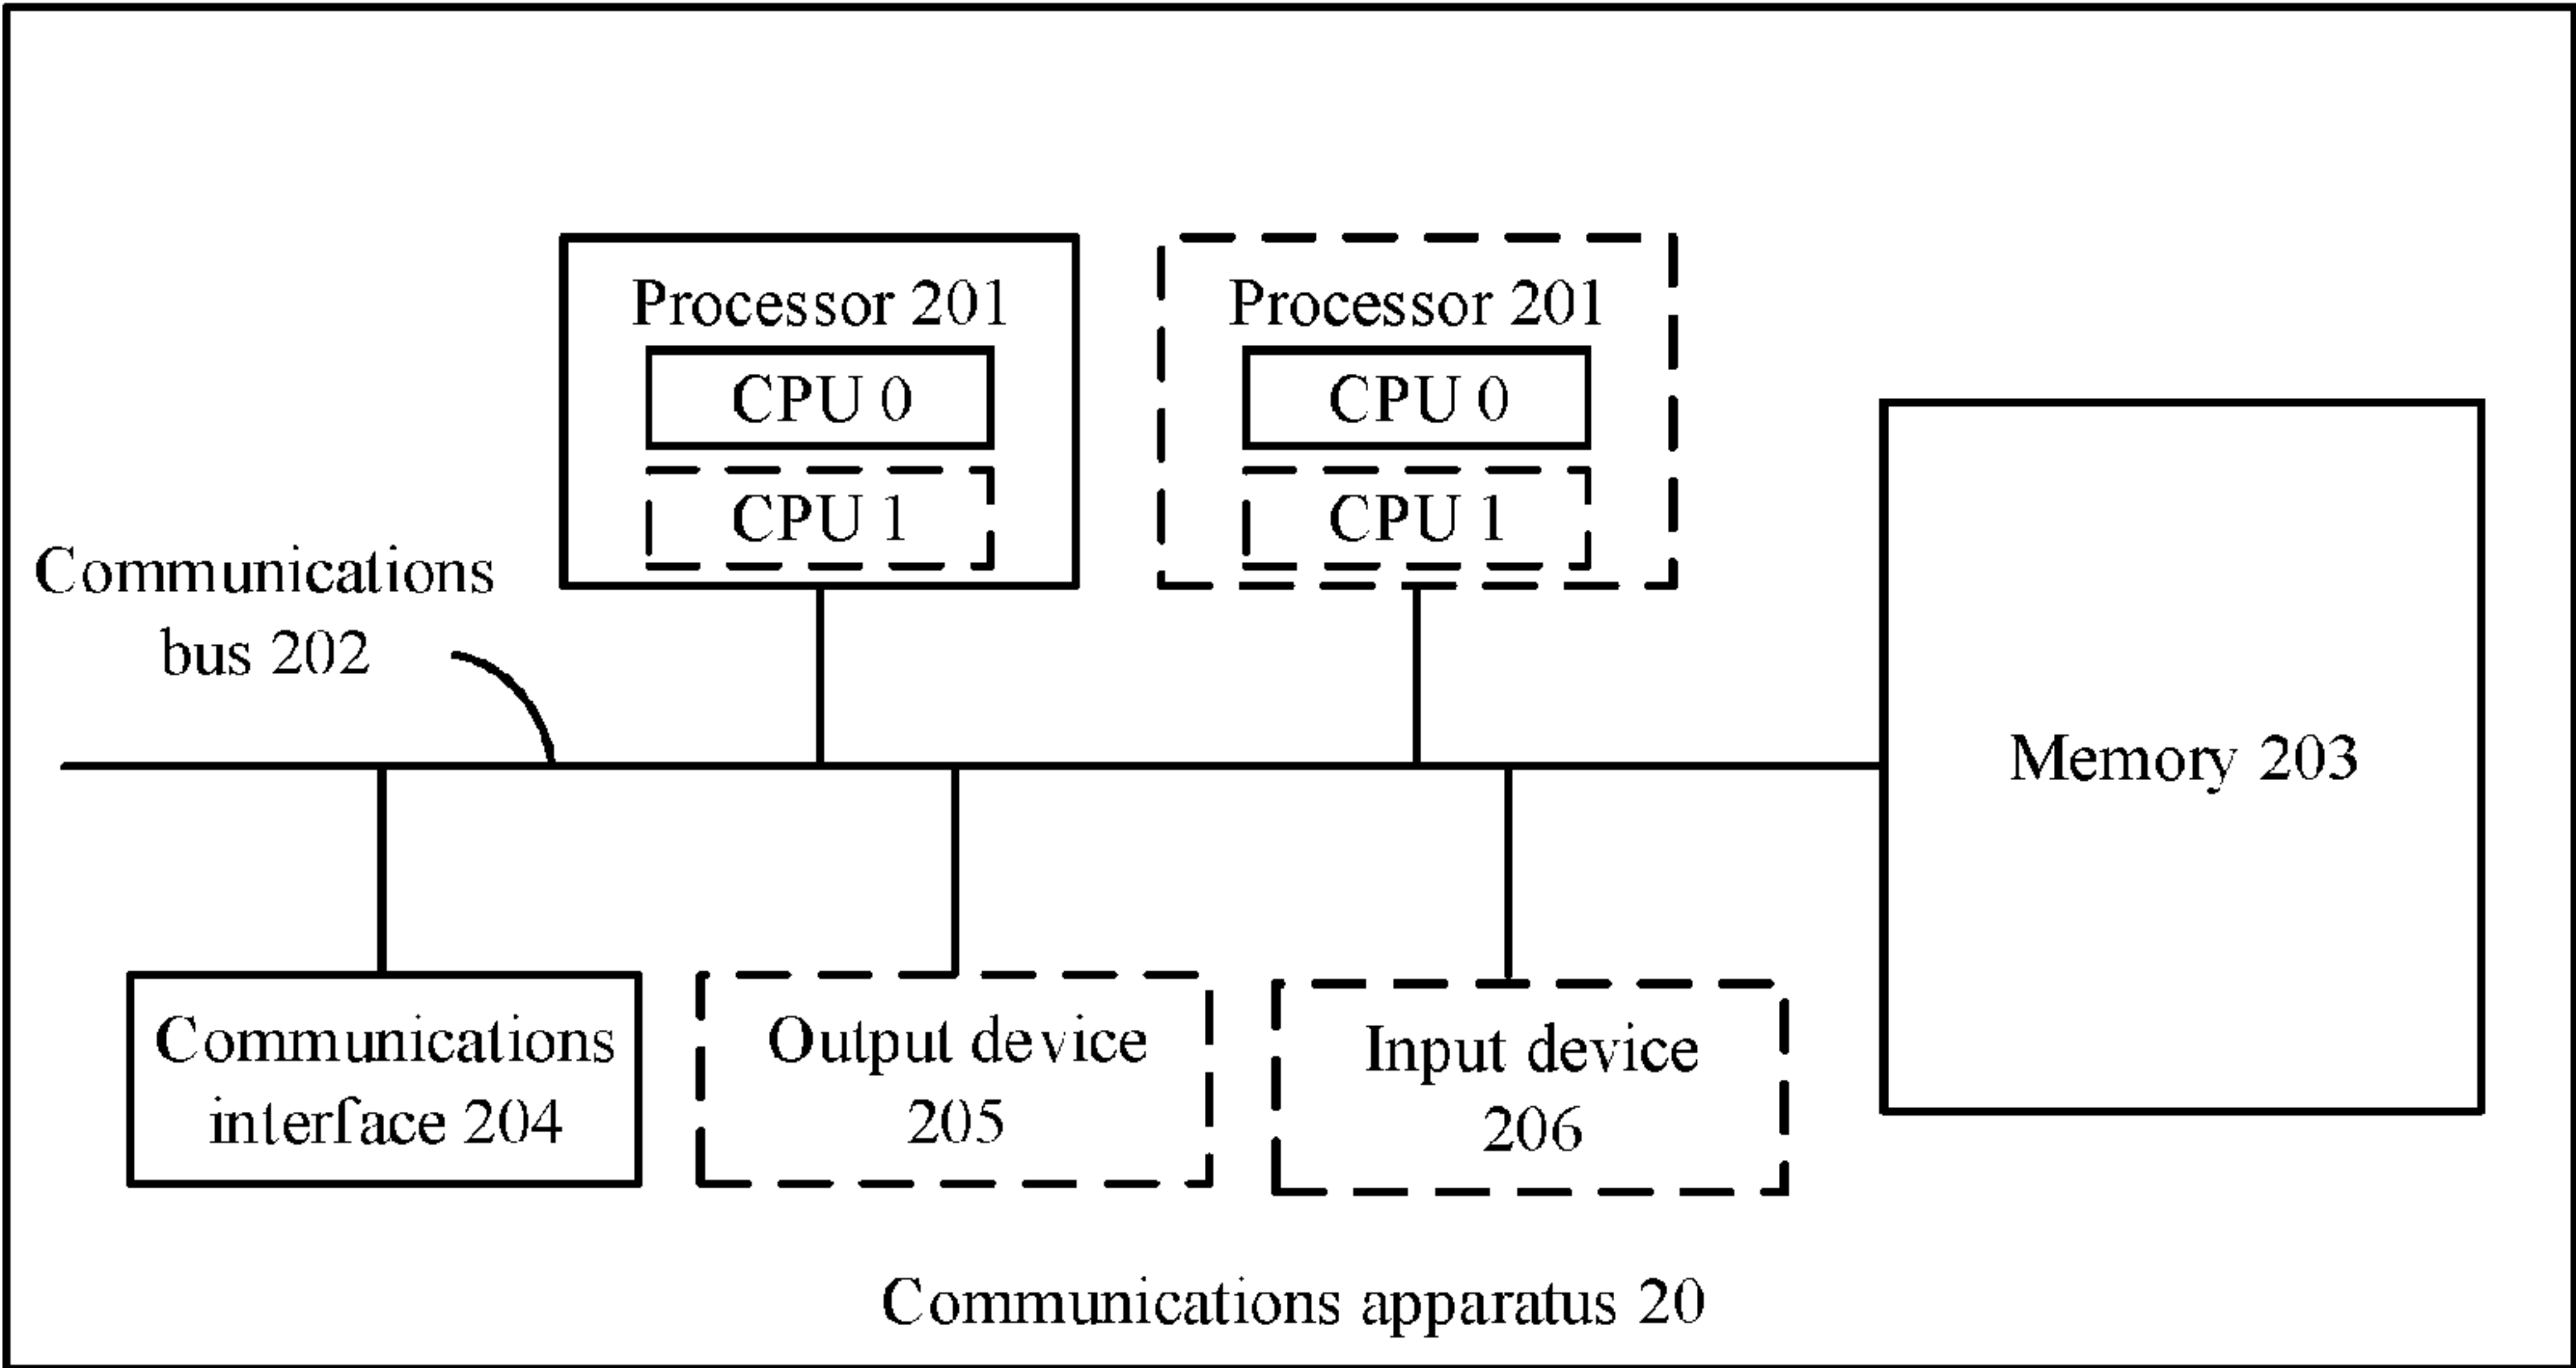 Processor 201
CPU 0
CPU 1
Processor 201
CPU 0
CPU 1
Communications
bus 202
Memory 203
Communications
interface 204
Output device
205
Input device
206
Communications apparatus 20